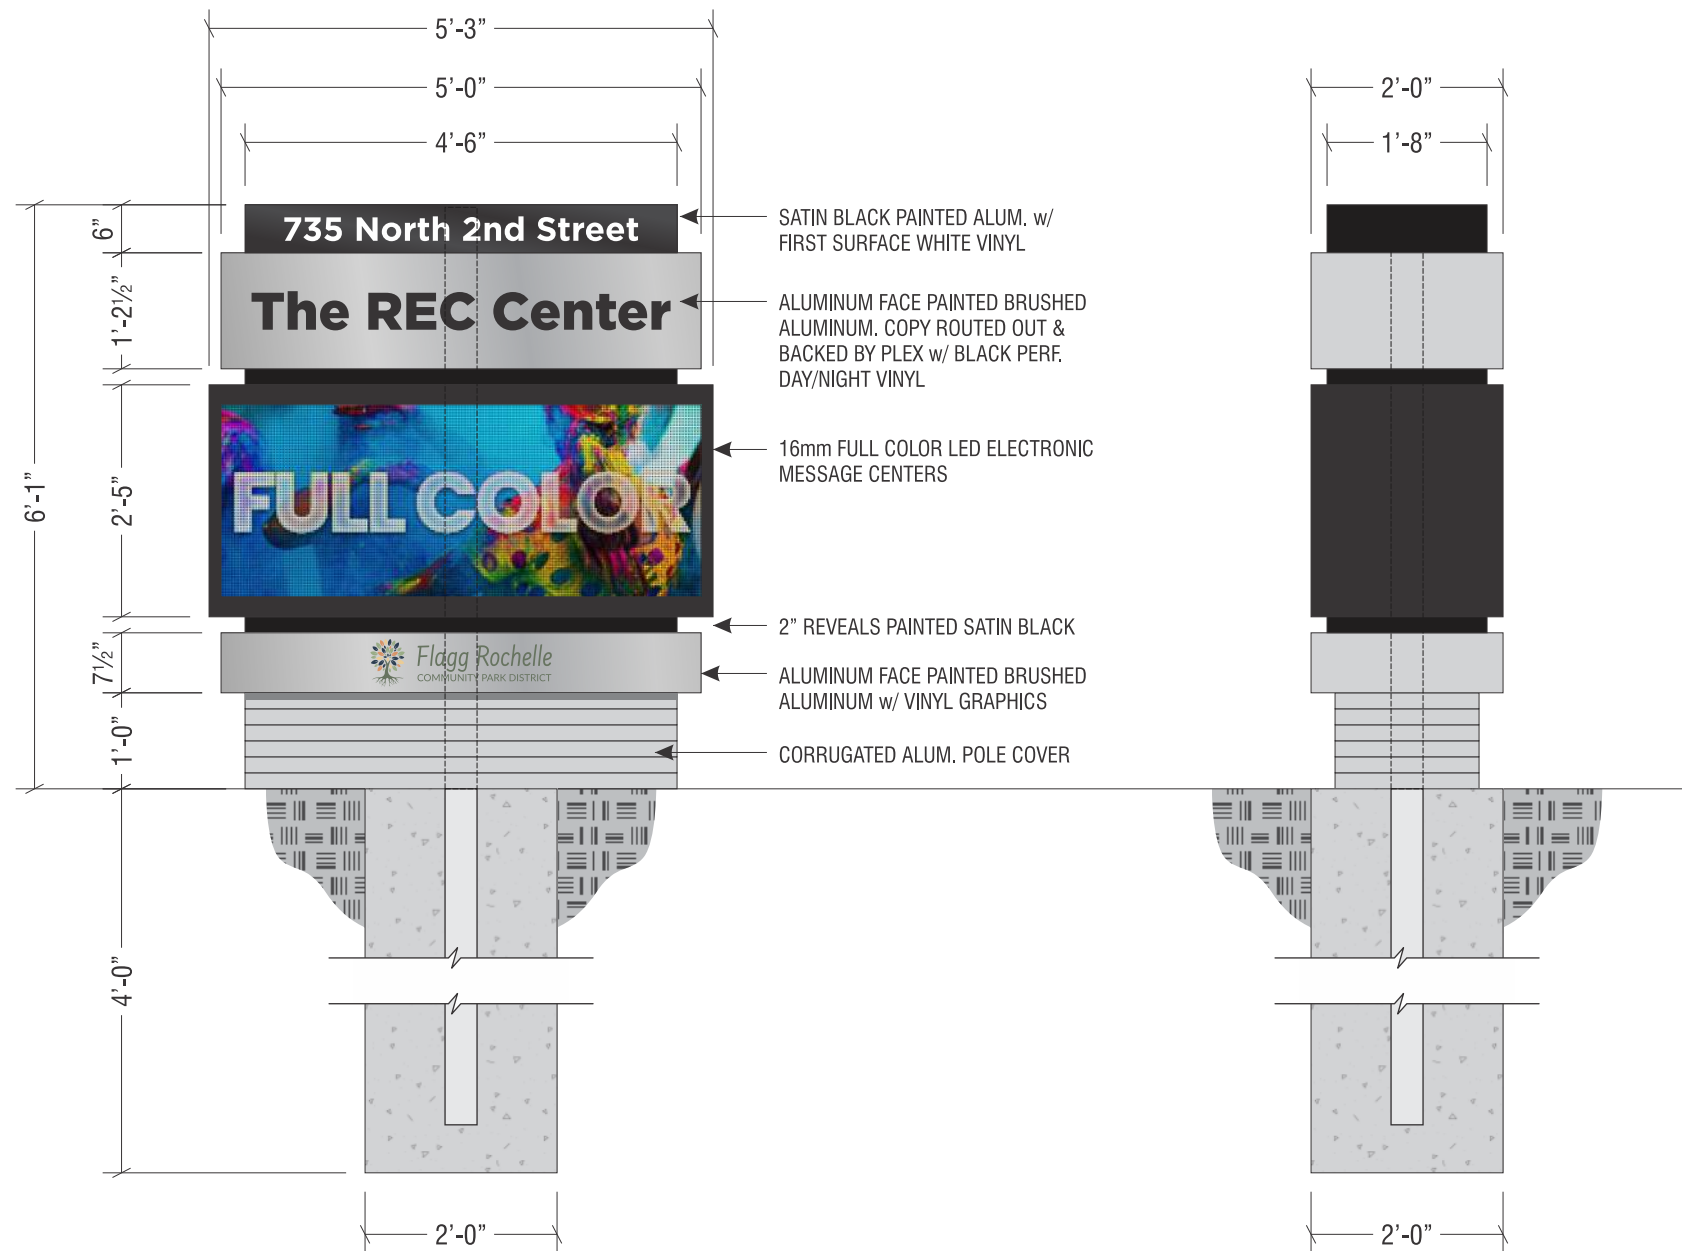 5’-3”
5’-0”
4’-6”
2’-0”
1’-8”
6”
1’-2½”
2’-5”
6’-1”
7½”
1’-0”
4’-0”
735 North 2nd Street
The REC Center
FULL COLOR
Flagg Rochelle
COMMUNITY PARK DISTRICT
SATIN BLACK PAINTED ALUM. w/
FIRST SURFACE WHITE VINYL
ALUMINUM FACE PAINTED BRUSHED
ALUMINUM. COPY ROUTED OUT &
BACKED BY PLEX w/ BLACK PERF.
DAY/NIGHT VINYL
16mm FULL COLOR LED ELECTRONIC
MESSAGE CENTERS
2” REVEALS PAINTED SATIN BLACK
ALUMINUM FACE PAINTED BRUSHED
ALUMINUM w/ VINYL GRAPHICS
CORRUGATED ALUM. POLE COVER
2’-0”
2’-0”